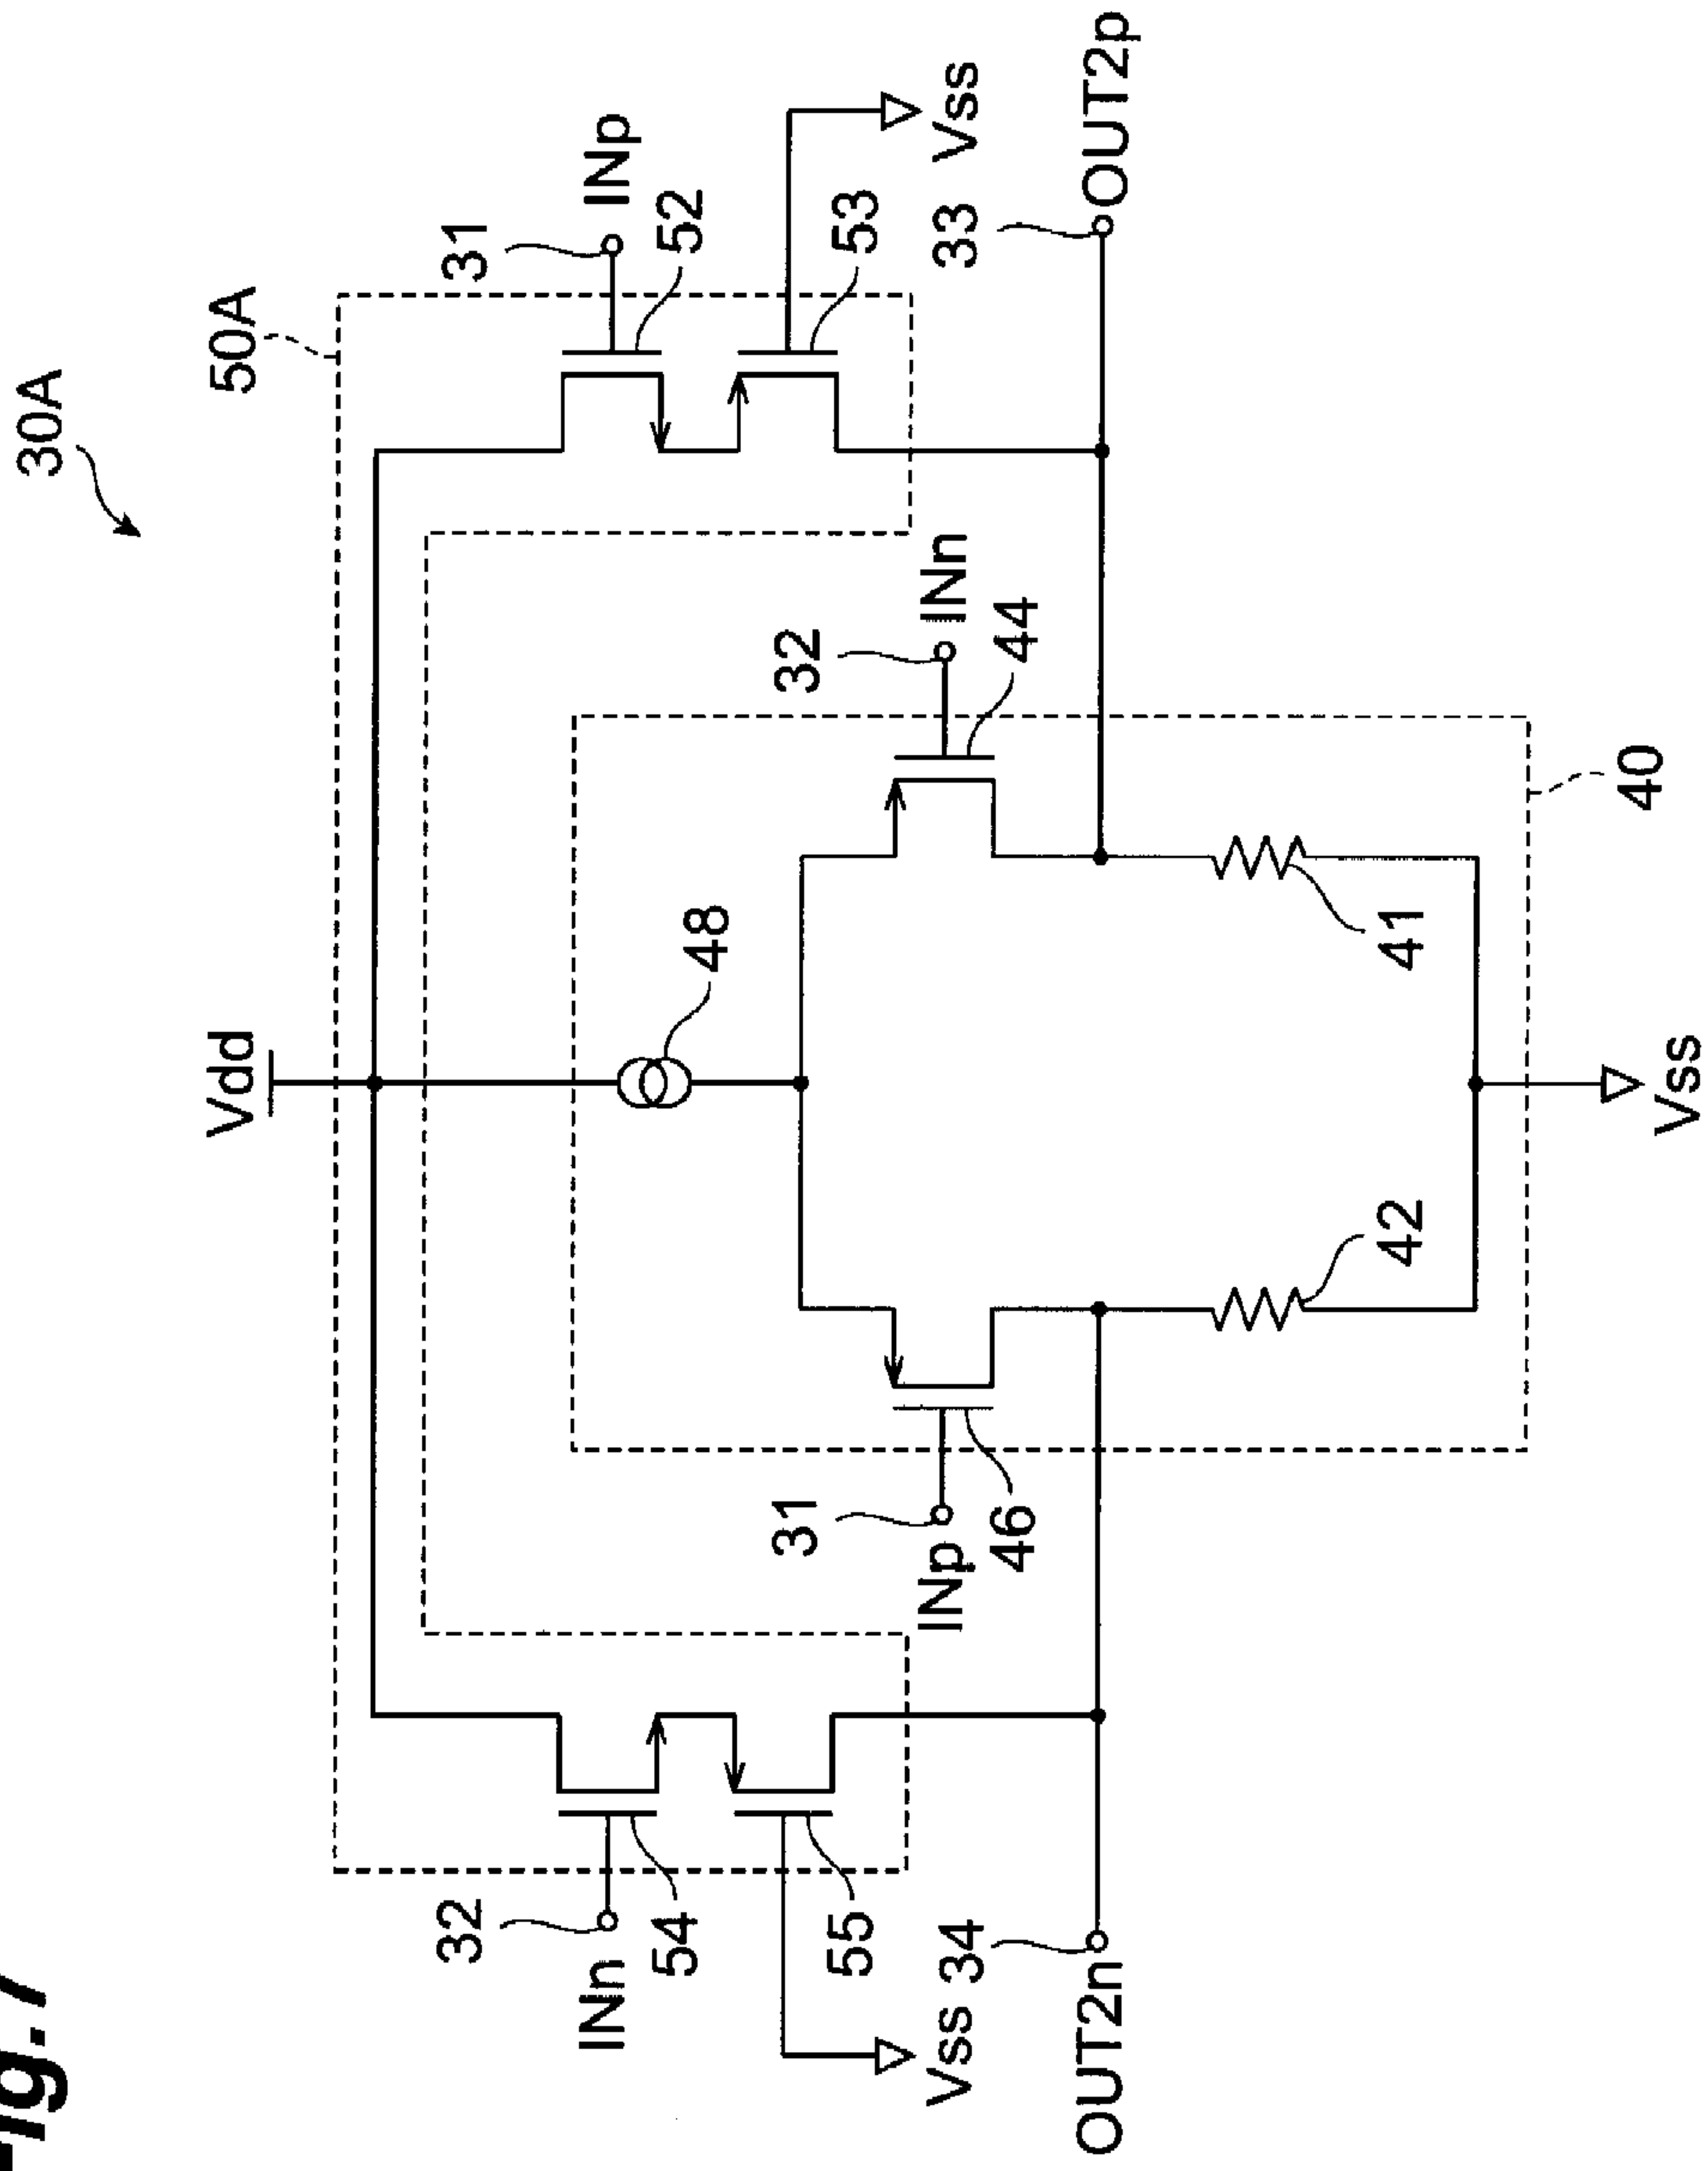 Fig.7
30A
50A
Vdd
31
INp
52
53
Vss
33
OUT2p
48
32
INn
44
41
40
42
Vss
31
INp
46
32
INn
54
55
Vss
34
OUT2n